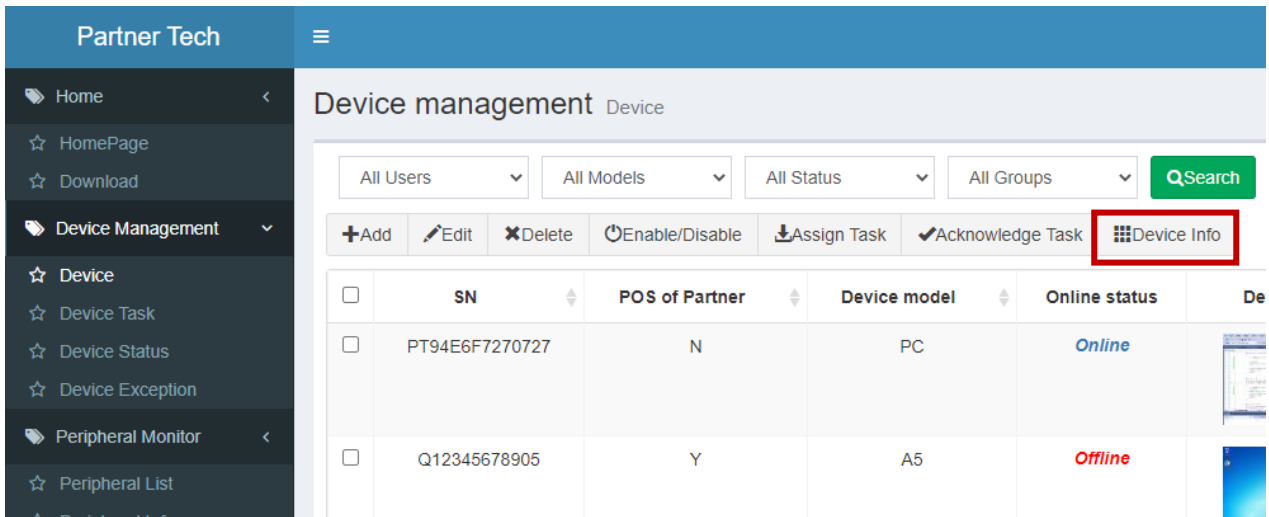 Partner Tech
Home
HomePage
Download
Device Management
Device
Device Task
Device Status
Device Exception
Peripheral Monitor
Peripheral List
Device management Device
All Users All Models All Status All Groups Search
Add Edit Delete Enable/Disable Assign Task Acknowledge Task Device Info
SN POS of Partner Device model Online status De
PT94E6F7270727 N PC Online
Q12345678905 Y A5 Offline